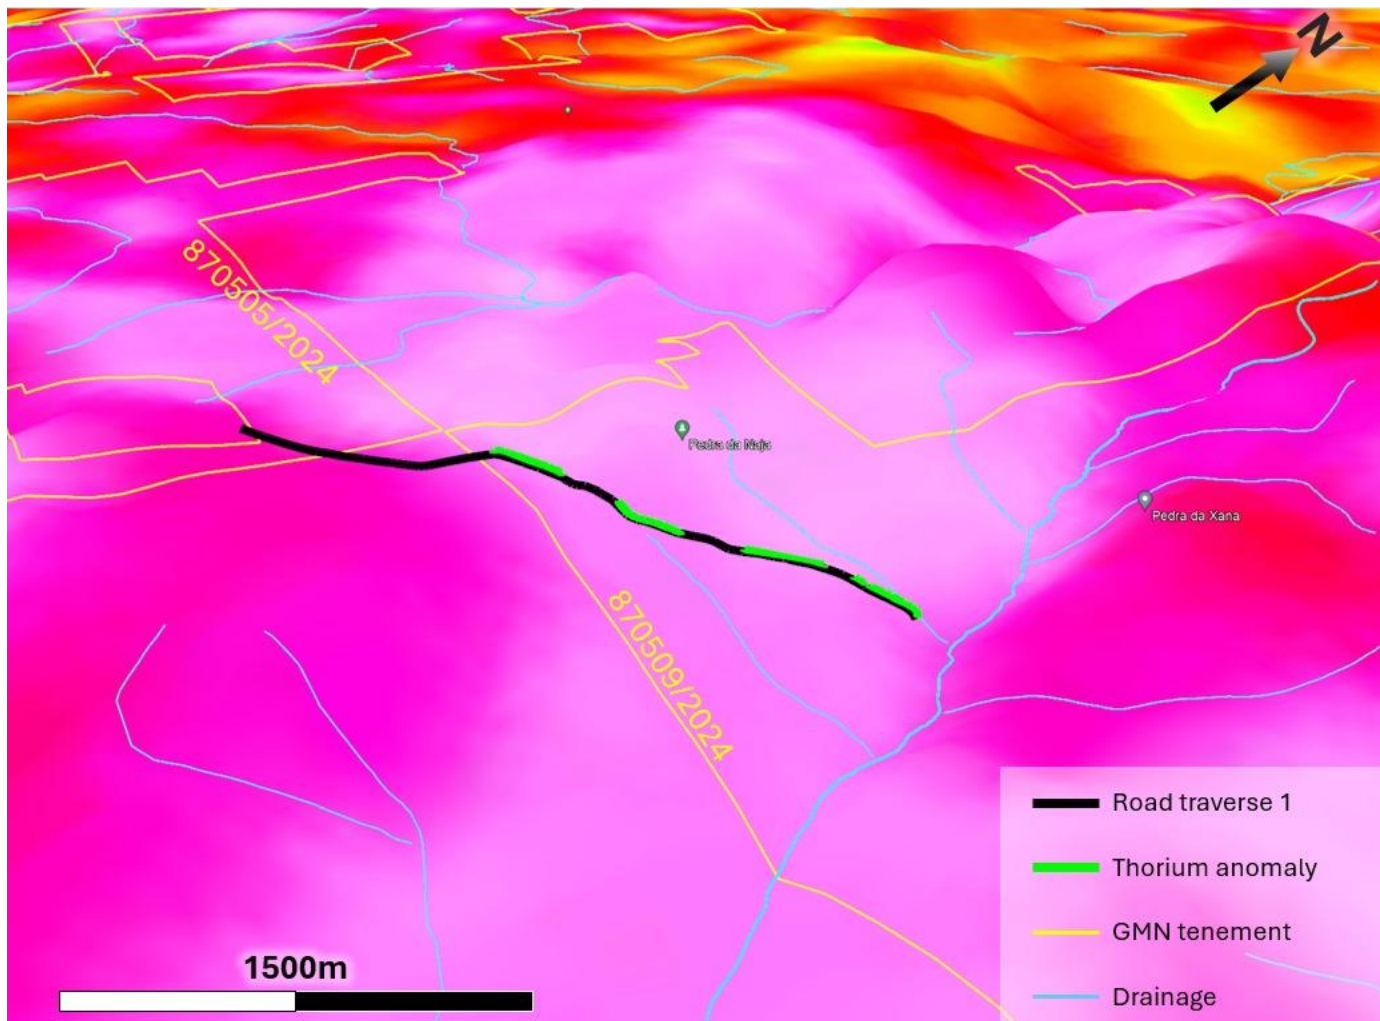 N
870505/2024
Pedra da Naja
Pedra da Xana
870509/2024
Road traverse 1
Thorium anomaly
GMN tenement
Drainage
1500m